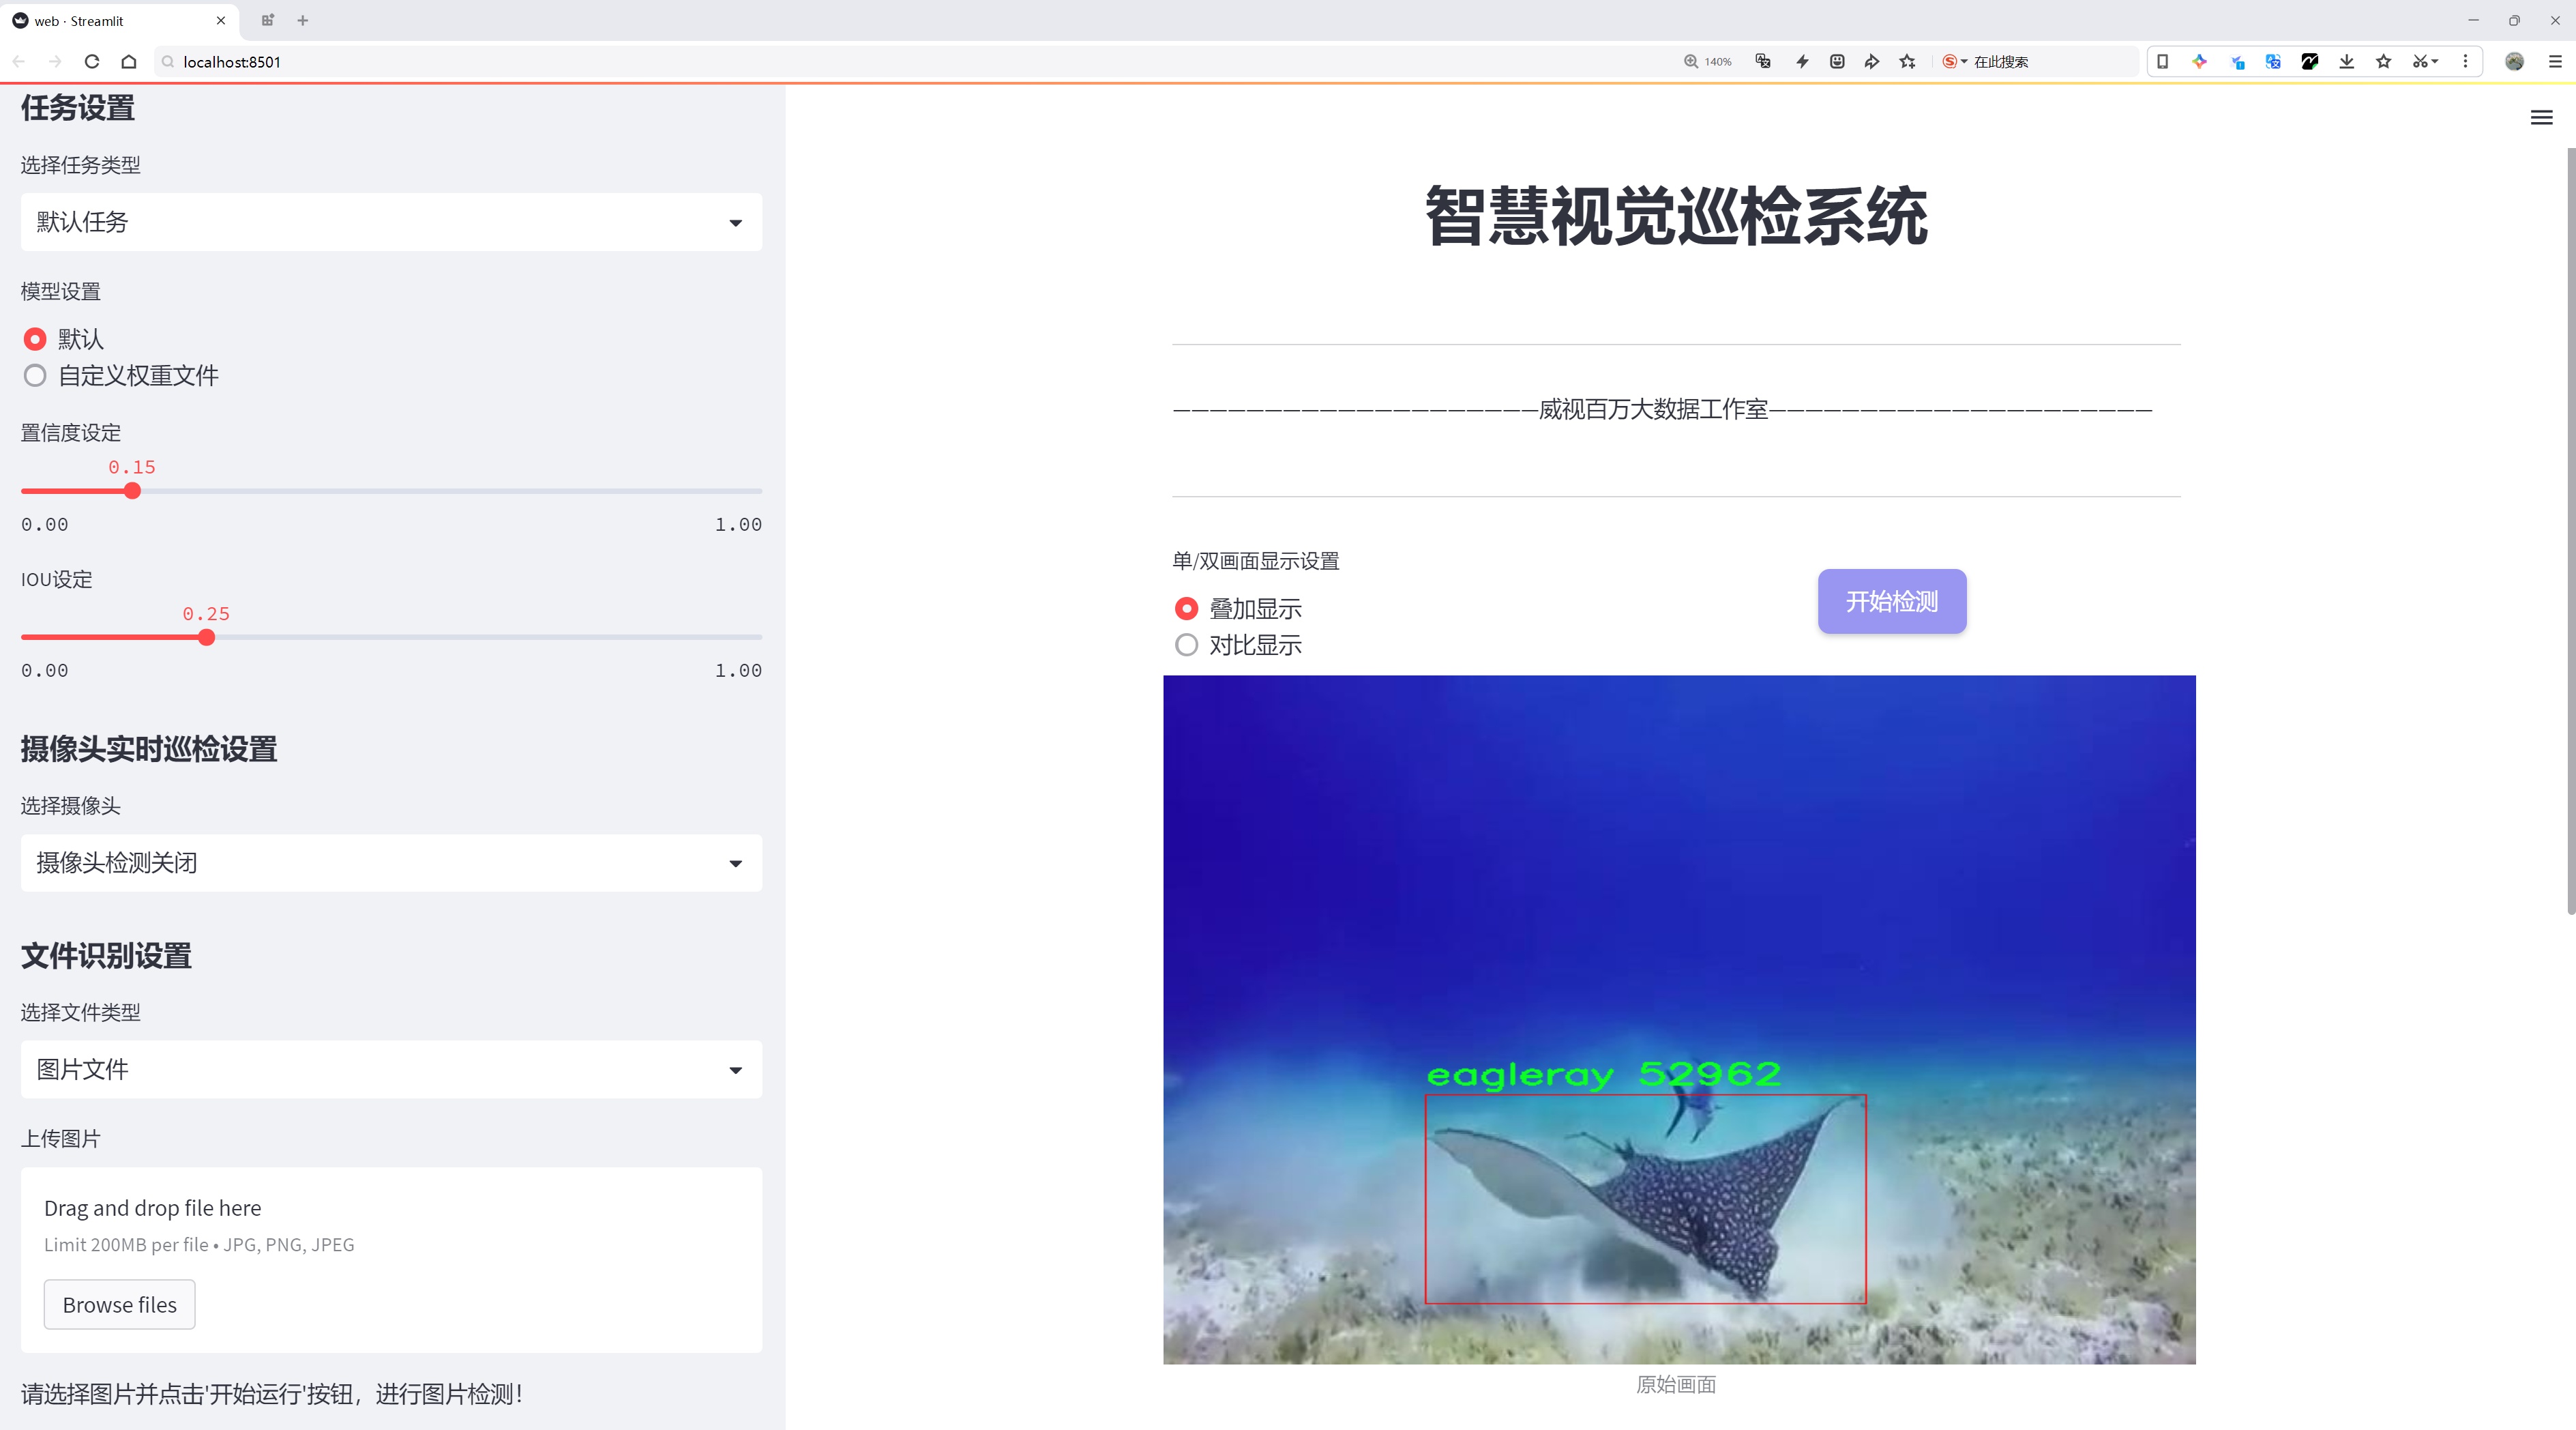 web · Streamlit
localhost:8501
140%
在此搜索
任务设置
选择任务类型
默认任务
模型设置
默认
自定义权重文件
置信度设定
0.15
0.00
1.00
IOU设定
0.25
0.00
1.00
摄像头实时巡检设置
选择摄像头
摄像头检测关闭
文件识别设置
选择文件类型
图片文件
上传图片
Drag and drop file here
Limit 200MB per file • JPG, PNG, JPEG
Browse files
请选择图片并点击'开始运行'按钮，进行图片检测！
智慧视觉巡检系统
————————————————————威视百万大数据工作室—————————————————————
单/双画面显示设置
叠加显示
对比显示
开始检测
eagleray 52962
原始画面